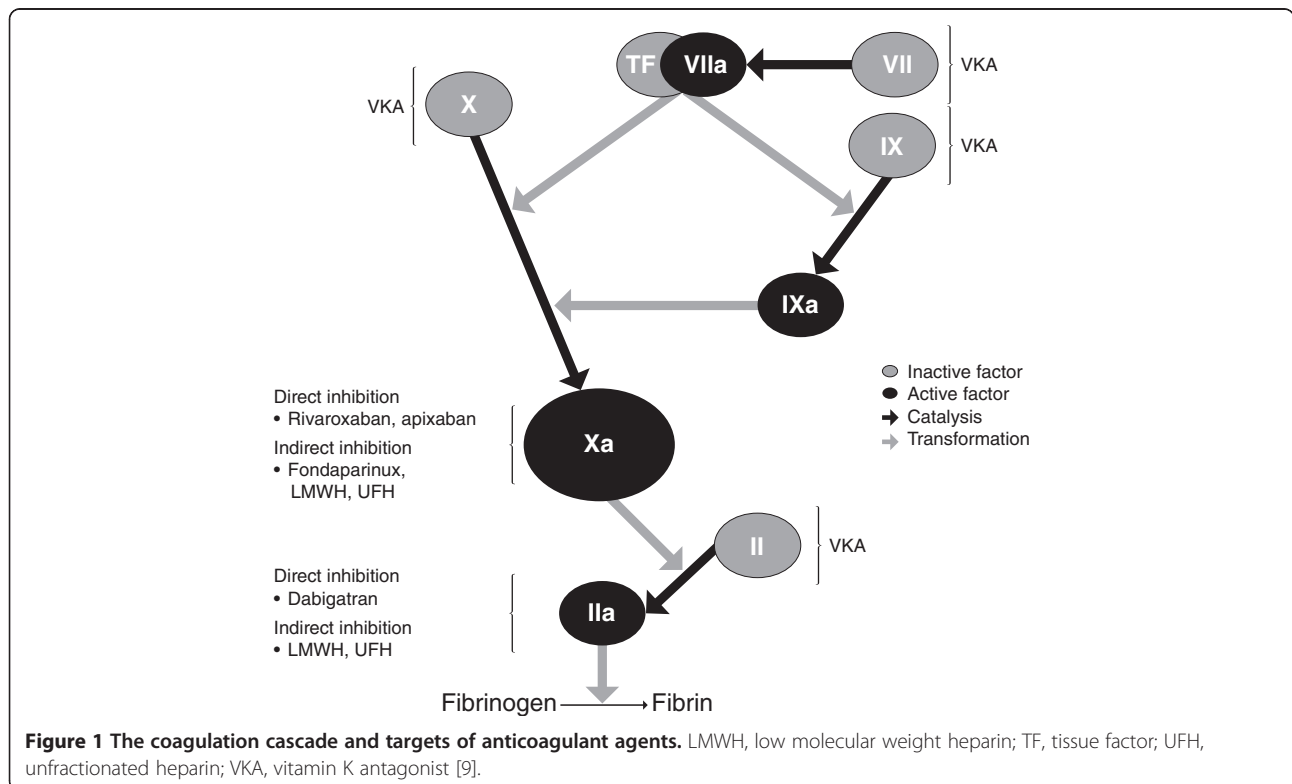 TF VIIa VII VKA
VKA X
IX VKA
IXa
Inactive factor
Active factor
Catalysis
Transformation
Direct inhibition
• Rivaroxaban, apixaban
Indirect inhibition
• Fondaparinux,
LMWH, UFH
Xa
II VKA
Direct inhibition
• Dabigatran
Indirect inhibition
• LMWH, UFH
IIa
Fibrinogen Fibrin
Figure 1 The coagulation cascade and targets of anticoagulant agents. LMWH, low molecular weight heparin; TF, tissue factor; UFH,
unfractionated heparin; VKA, vitamin K antagonist [9].